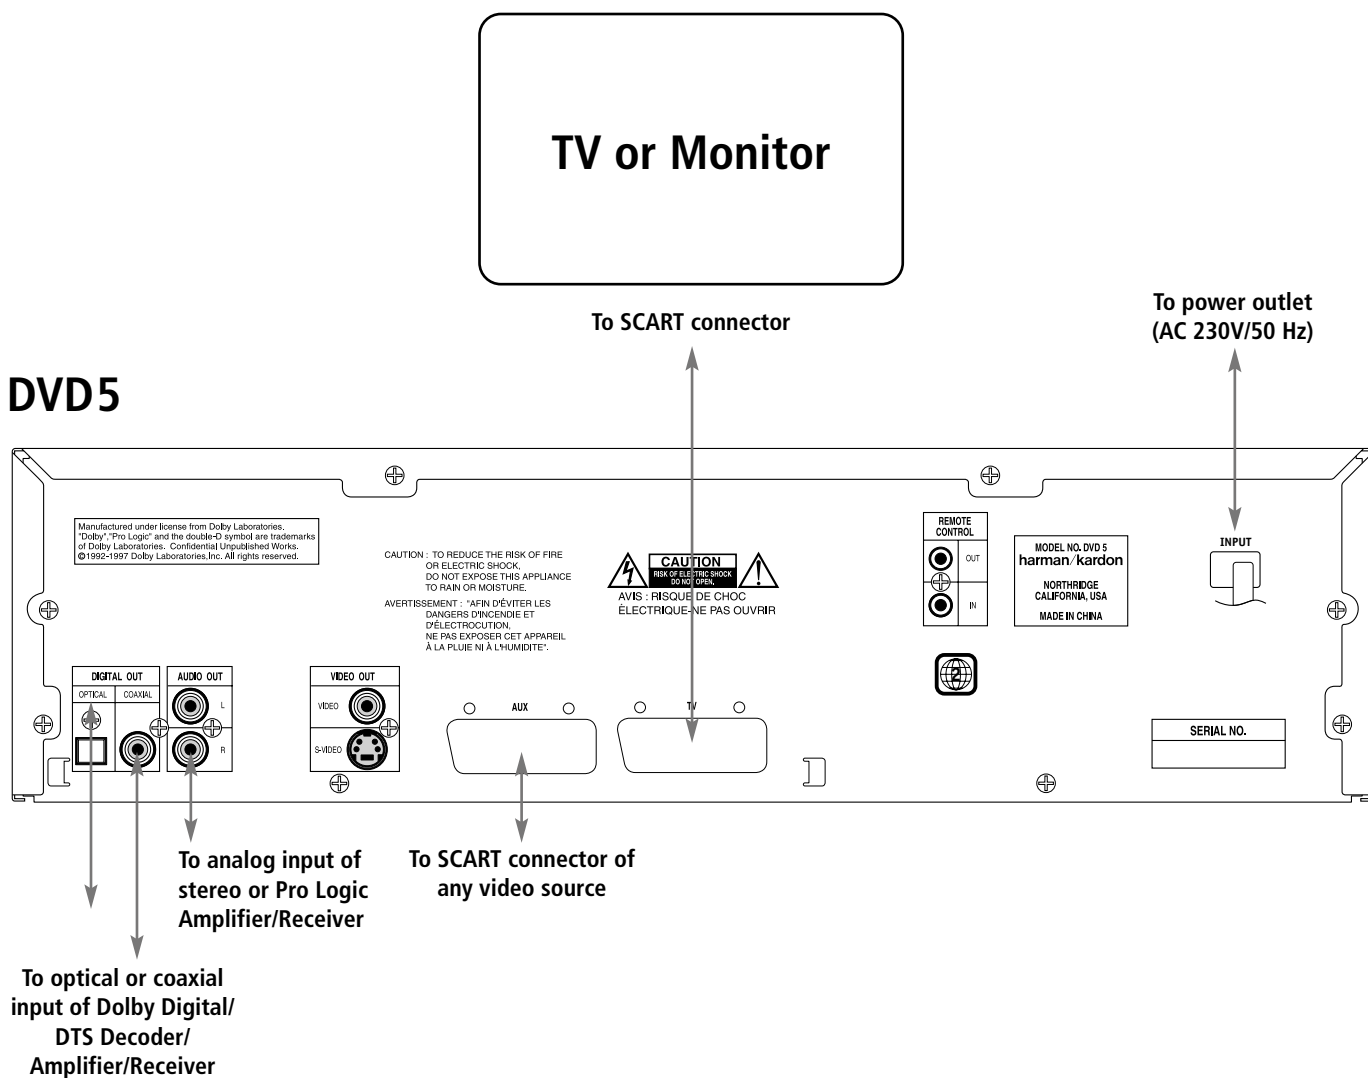 TV or Monitor
To SCART connector
To power outlet
(AC 230V/50 Hz)
DVD5
Manufactured under license from Dolby Laboratories.
"Dolby","Pro Logic" and the double-D symbol are trademarks
of Dolby Laboratories. Confidential Unpublished Works.
©1992-1997 Dolby Laboratories,Inc. All rights reserved.
CAUTION : TO REDUCE THE RISK OF FIRE
OR ELECTRIC SHOCK,
DO NOT EXPOSE THIS APPLIANCE
TO RAIN OR MOISTURE.
AVERTISSEMENT : "AFIN D'ÉVITER LES
DANGERS D'INCENDIE ET
D'ÉLECTROCUTION,
NE PAS EXPOSER CET APPAREIL
À LA PLUIE NI À L'HUMIDITE".
CAUTION
RISK OF ELECTRIC SHOCK
DO NOT OPEN,
AVIS : RISQUE DE CHOC
ÉLECTRIQUE-NE PAS OUVRIR
REMOTE
CONTROL
OUT
IN
MODEL NO. DVD 5
harman/kardon
NORTHRIDGE
CALIFORNIA, USA
MADE IN CHINA
INPUT
2
DIGITAL OUT
OPTICAL
COAXIAL
AUDIO OUT
L
R
VIDEO OUT
VIDEO
S-VIDEO
AUX
TV
SERIAL NO.
To analog input of
stereo or Pro Logic
Amplifier/Receiver
To SCART connector of
any video source
To optical or coaxial
input of Dolby Digital/
DTS Decoder/
Amplifier/Receiver